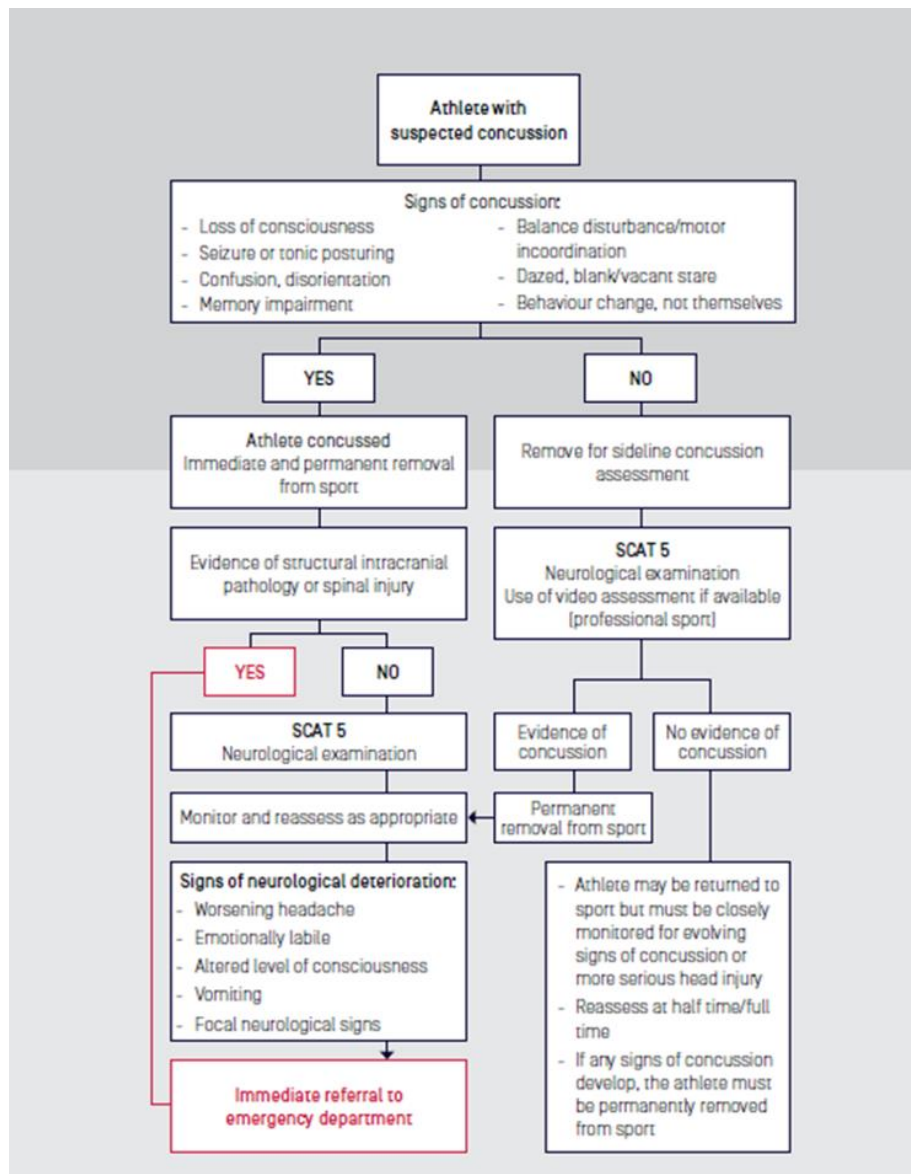 Athlete with
suspected concussion
Signs of concussion:
- Loss of consciousness
- Seizure or tonic posturing
- Confusion, disorientation
- Memory impairment
- Balance disturbance/motor
incoordination
- Dazed, blank/vacant stare
- Behaviour change, not themselves
YES
NO
Athlete concussed
Immediate and permanent removal
from sport
Remove for sideline concussion
assessment
Evidence of structural intracranial
pathology or spinal injury
SCAT 5
Neurological examination
Use of video assessment if available
(professional sport)
YES
NO
SCAT 5
Neurological examination
Evidence of
concussion
No evidence of
concussion
Monitor and reassess as appropriate
Permanent
removal from sport
Signs of neurological deterioration:
- Worsening headache
- Emotionally labile
- Altered level of consciousness
- Vomiting
- Focal neurological signs
- Athlete may be returned to
sport but must be closely
monitored for evolving
signs of concussion or
more serious head injury
- Reassess at half time/full
time
- If any signs of concussion
develop, the athlete must
be permanently removed
from sport
Immediate referral to
emergency department